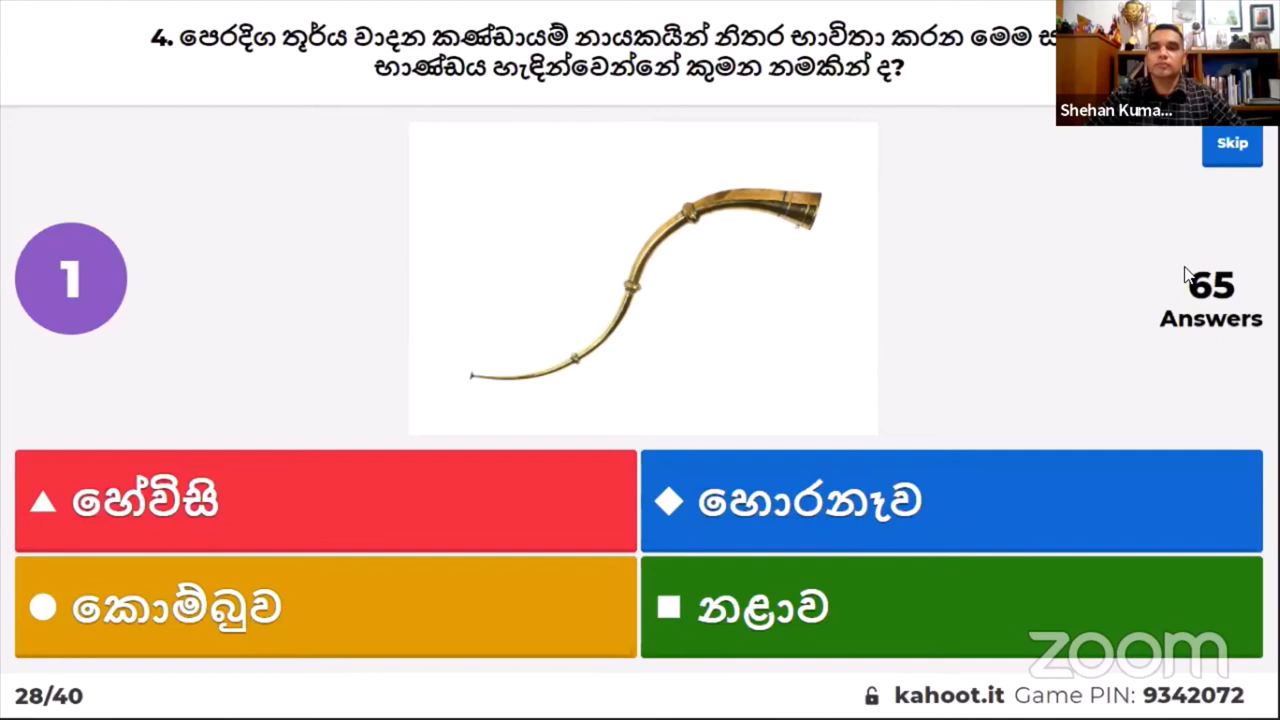 4. පෙරදිග තූර්ය වාදන කණ්ඩායම් නායකයින් නිතර භාවිතා කරන මෙම
භාණ්ඩය හැඳින්වෙන්නේ කුමන නමකින් ද?
Shehan Kuma...
Skip
1
65
Answers
හේවිසි
හොරනෑව
කොම්බුව
නළාව
zoom
28/40
kahoot.it Game PIN: 9342072